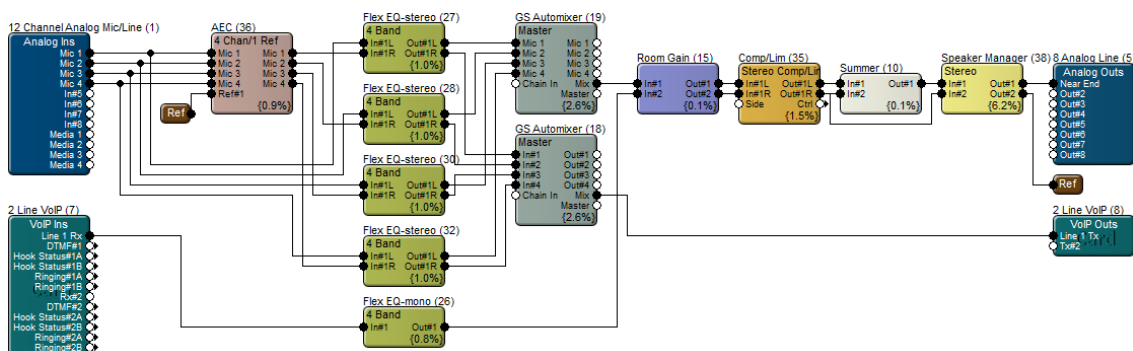 12 Channel Analog Mic/Line (1)
Analog Ins
Mic 1
Mic 2
Mic 3
Mic 4
In#5
In#6
In#7
In#8
Media 1
Media 2
Media 3
Media 4
2 Line VoIP (7)
VoIP Ins
Line 1 Rx
DTMF#1
Hook Status#1A
Hook Status#1B
Ringing#1A
Ringing#1B
Rx#2
DTMF#2
Hook Status#2A
Hook Status#2B
Ringing#2A
Ringing#2B
AEC (36)
4 Chan/1 Ref
Mic 1 Mic 1
Mic 2 Mic 2
Mic 3 Mic 3
Mic 4 Mic 4
Ref#1
{0.9%}
Ref
Flex EQ-stereo (27)
4 Band
In#1L Out#1L
In#1R Out#1R
{1.0%}
Flex EQ-stereo (28)
4 Band
In#1L Out#1L
In#1R Out#1R
{1.0%}
Flex EQ-stereo (30)
4 Band
In#1L Out#1L
In#1R Out#1R
{1.0%}
Flex EQ-stereo (32)
4 Band
In#1L Out#1L
In#1R Out#1R
{1.0%}
Flex EQ-mono (26)
4 Band
In#1 Out#1
{0.8%}
GS Automixer (19)
Master
Mic 1 Mic 1
Mic 2 Mic 2
Mic 3 Mic 3
Mic 4 Mic 4
Chain In Mix
Master
{2.6%}
GS Automixer (18)
Master
In#1 Out#1
In#2 Out#2
In#3 Out#3
In#4 Out#4
Chain In Mix
Master
{2.6%}
Room Gain (15)
In#1 Out#1
In#2 Out#2
{0.1%}
Comp/Lim (35)
Stereo Comp/Lim
In#1L Out#1L
In#1R Out#1R
Side Ctrl
{1.5%}
Summer (10)
In#1 Out#1
In#2
{0.1%}
Speaker Manager (38)
Stereo
In#1 Out#1
In#2 Out#2
{6.2%}
8 Analog Line (5
Analog Outs
Near End
Out#2
Out#3
Out#4
Out#5
Out#6
Out#7
Out#8
Ref
2 Line VoIP (8)
VoIP Outs
Line 1 Tx
Tx#2